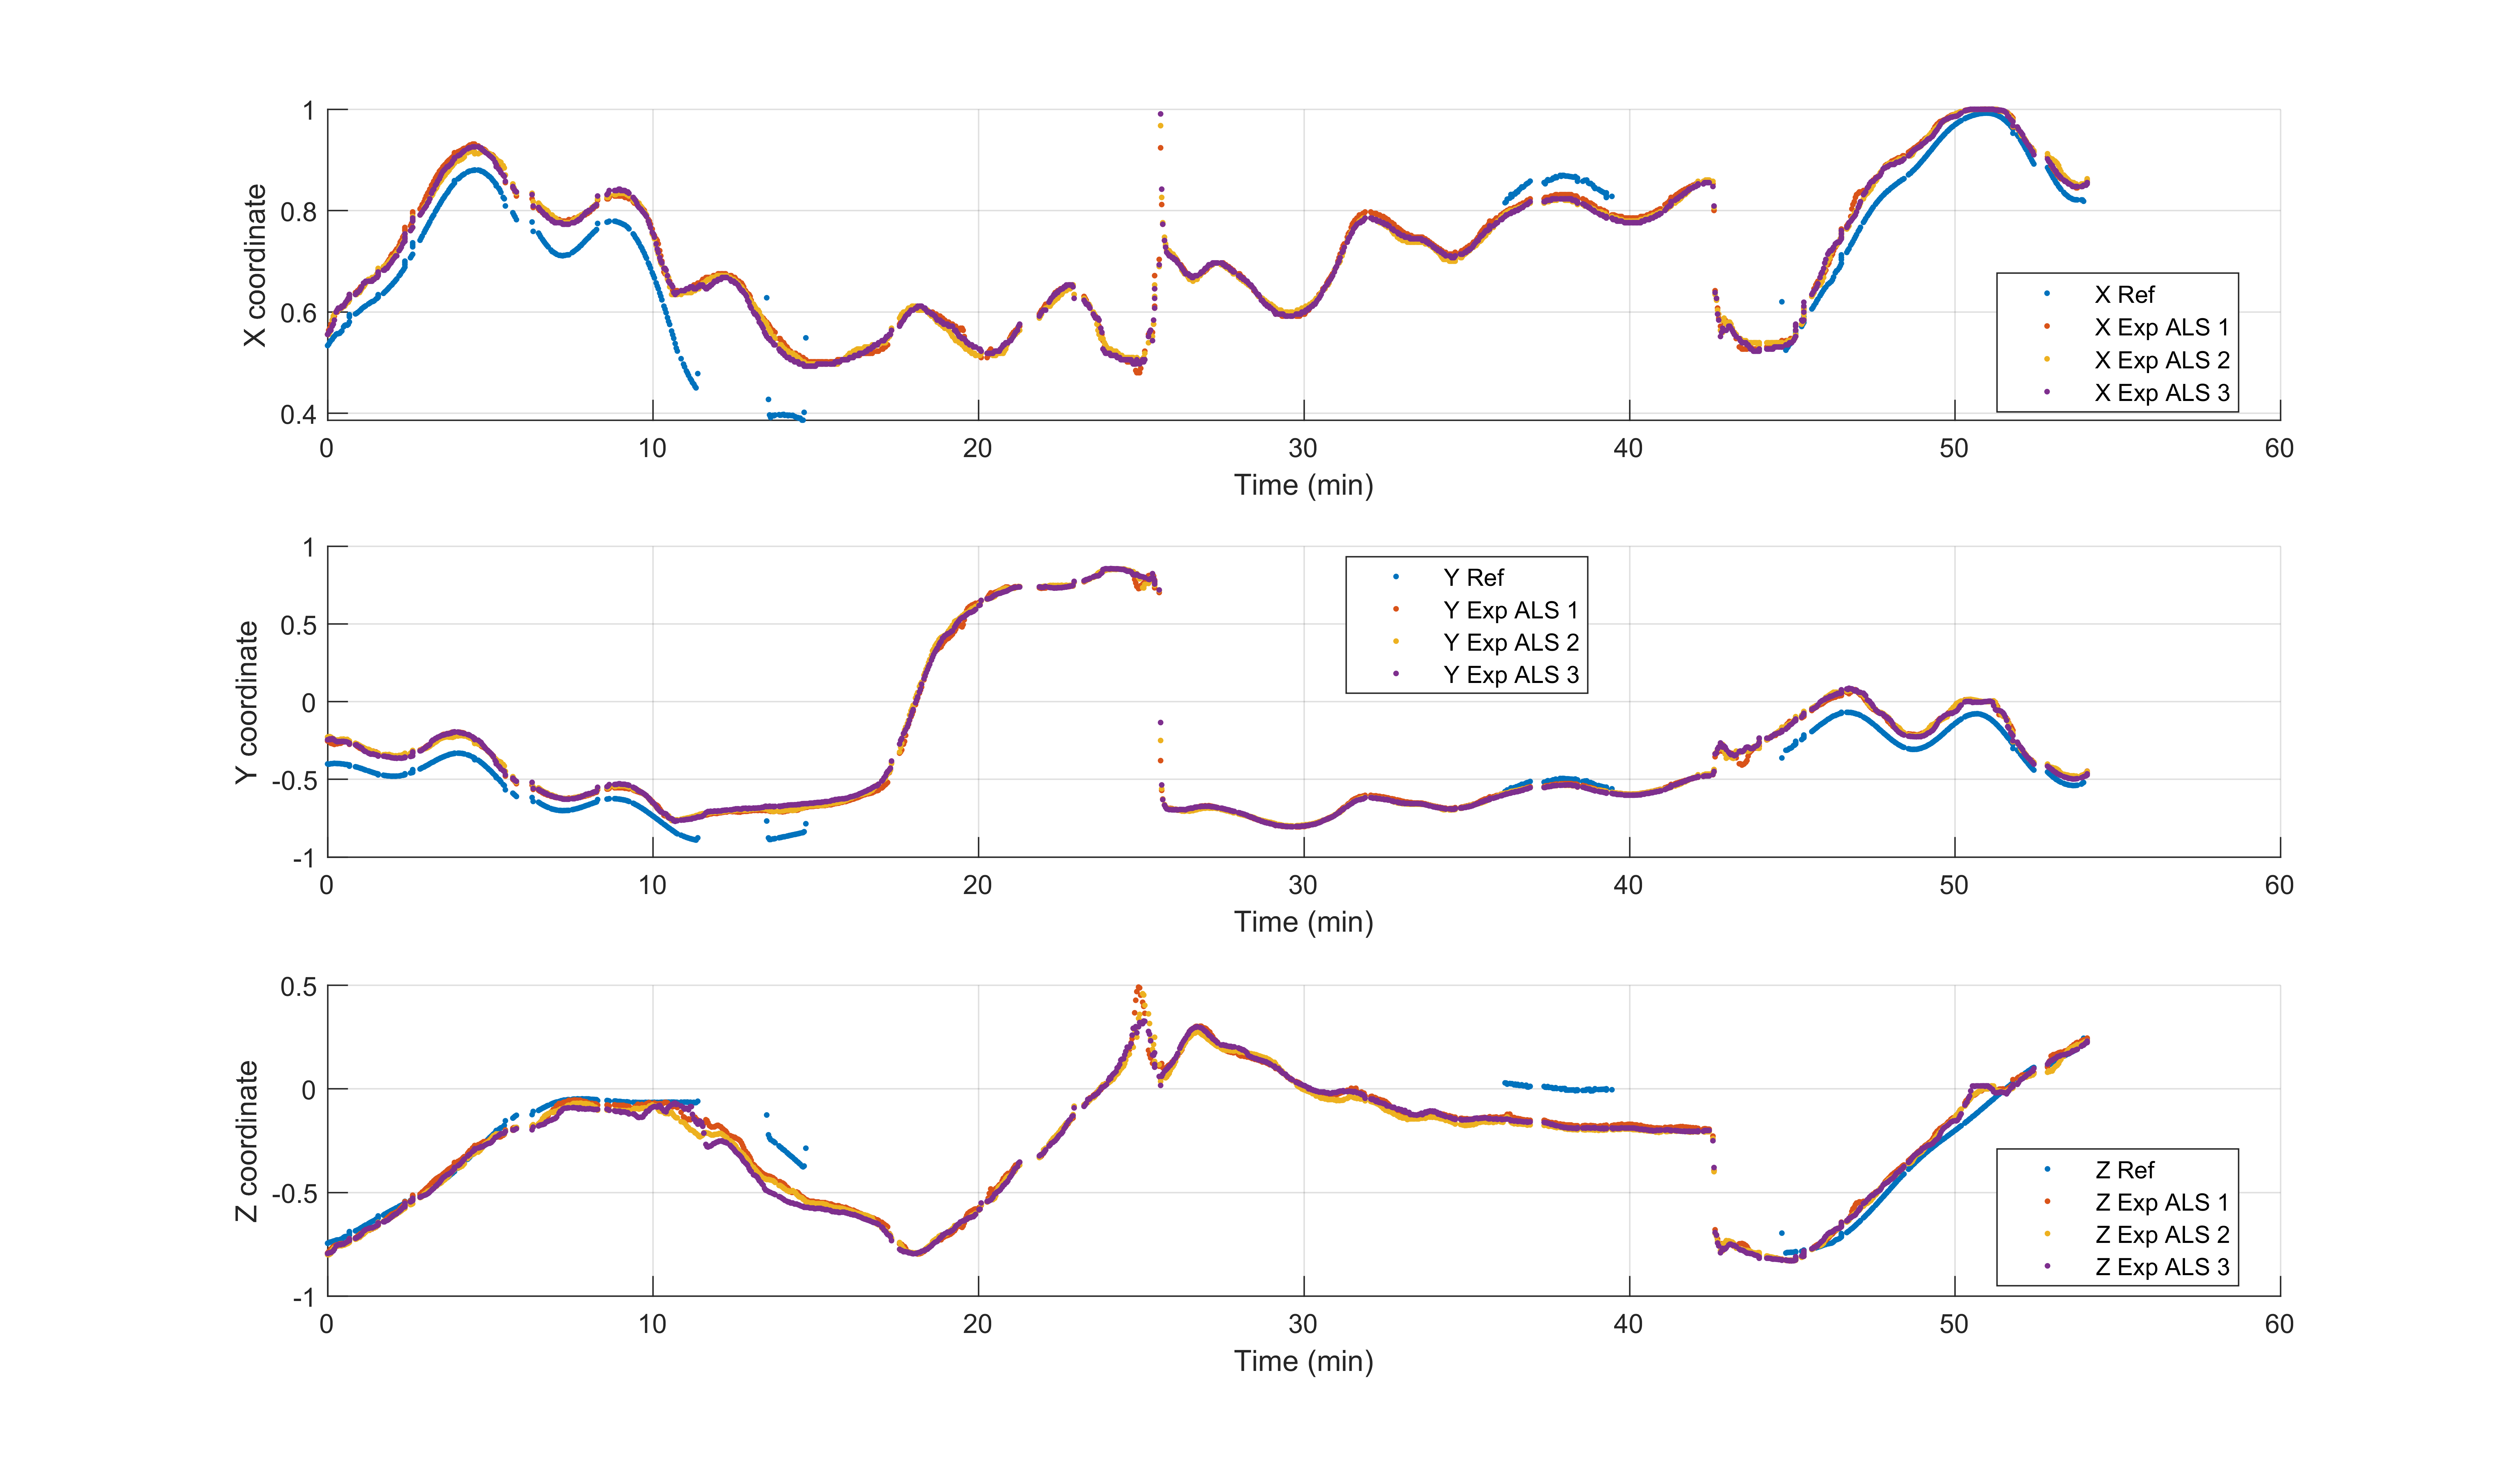 1
0.8
0.6
0.4
X coordinate
0 10 20 30 40 50 60
Time (min)
X Ref
X Exp ALS 1
X Exp ALS 2
X Exp ALS 3
1
0.5
0
-0.5
-1
Y coordinate
0 10 20 30 40 50 60
Time (min)
Y Ref
Y Exp ALS 1
Y Exp ALS 2
Y Exp ALS 3
0.5
0
-0.5
-1
Z coordinate
0 10 20 30 40 50 60
Time (min)
Z Ref
Z Exp ALS 1
Z Exp ALS 2
Z Exp ALS 3